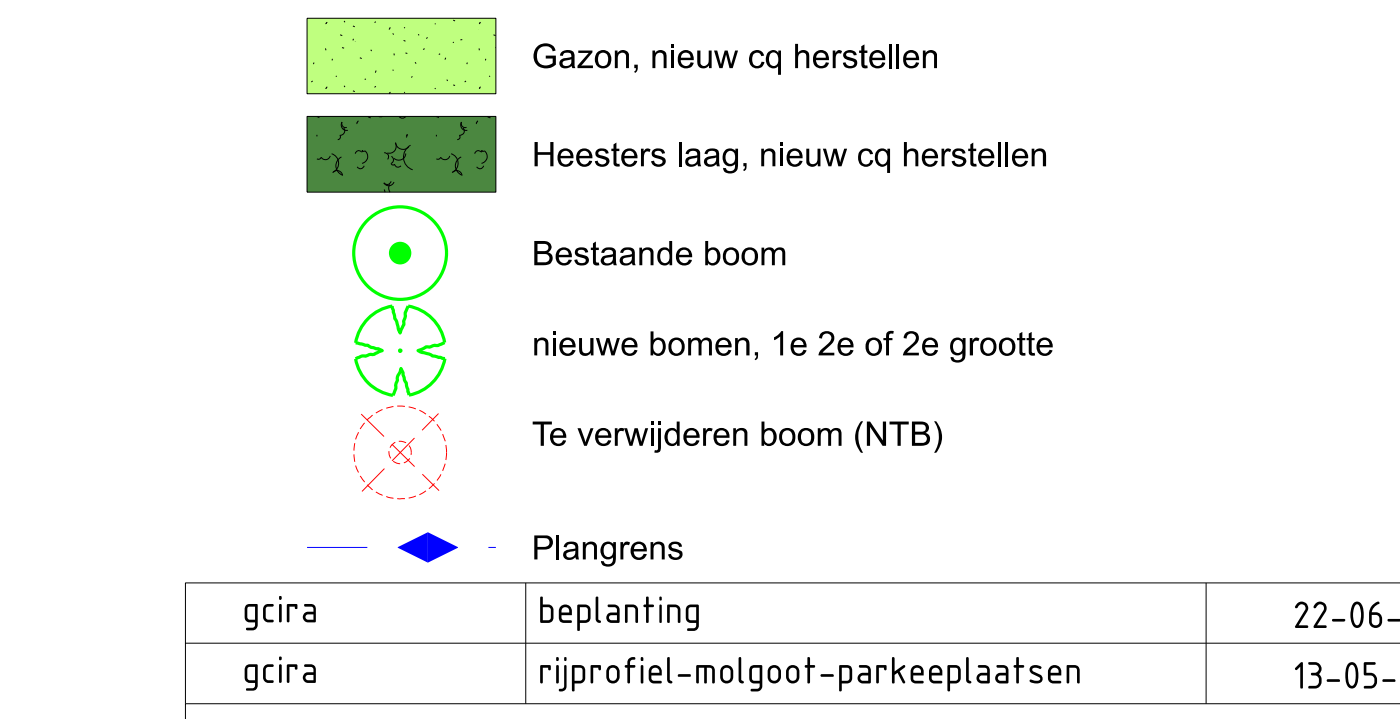 Gazon, nieuw cq herstellen
Heesters laag, nieuw cq herstellen
Bestaande boom
nieuwe bomen, 1e 2e of 2e grootte
Te verwijderen boom (NTB)
Plangrens
gcira beplanting 22-06-
gcira rijprofiel-molgoot-parkeeplaatsen 13-05-